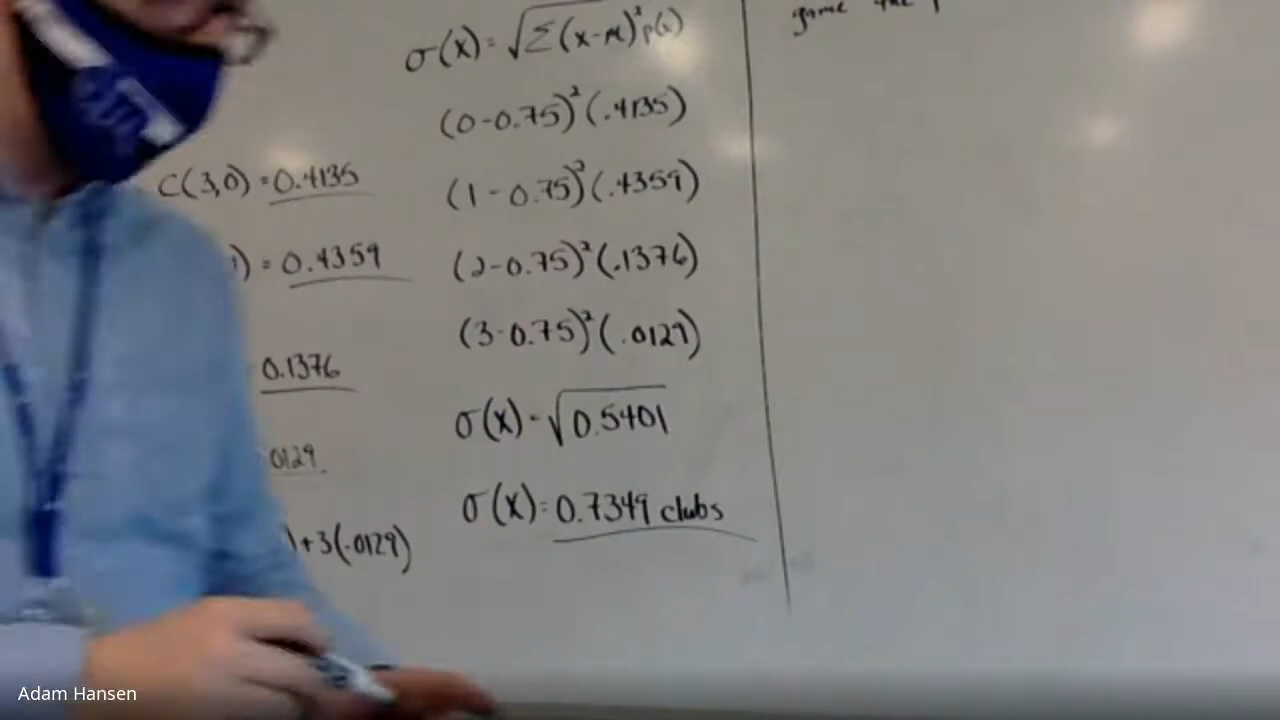 σ(x) = √Σ(x-μ)²p(x)
(0-0.75)²(.4135)
(1-0.75)²(.4359)
(2-0.75)²(.1376)
(3-0.75)²(.0129)
σ(x) = √0.5401
σ(x) = 0.7349 clubs
C(3,0) = 0.4135
) = 0.4359
0.1376
.0129
)+3(.0129)
game the
Adam Hansen